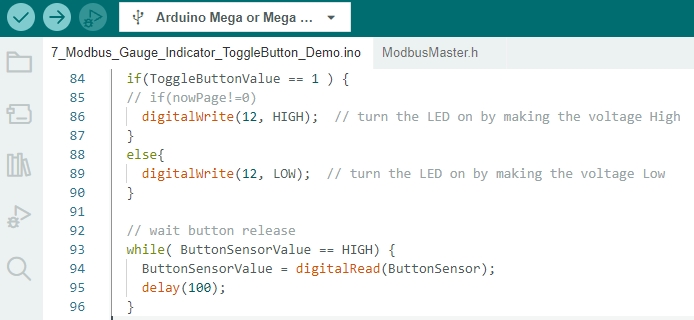 Arduino Mega or Mega ...
7_Modbus_Gauge_Indicator_ToggleButton_Demo.ino ModbusMaster.h
84 if(ToggleButtonValue == 1 ) {
85 // if(nowPage!=0)
86 digitalWrite(12, HIGH);  // turn the LED on by making the voltage High
87 }
88 else{
89 digitalWrite(12, LOW);  // turn the LED on by making the voltage Low
90 }
91
92 // wait button release
93 while( ButtonSensorValue == HIGH) {
94 ButtonSensorValue = digitalRead(ButtonSensor);
95 delay(100);
96 }